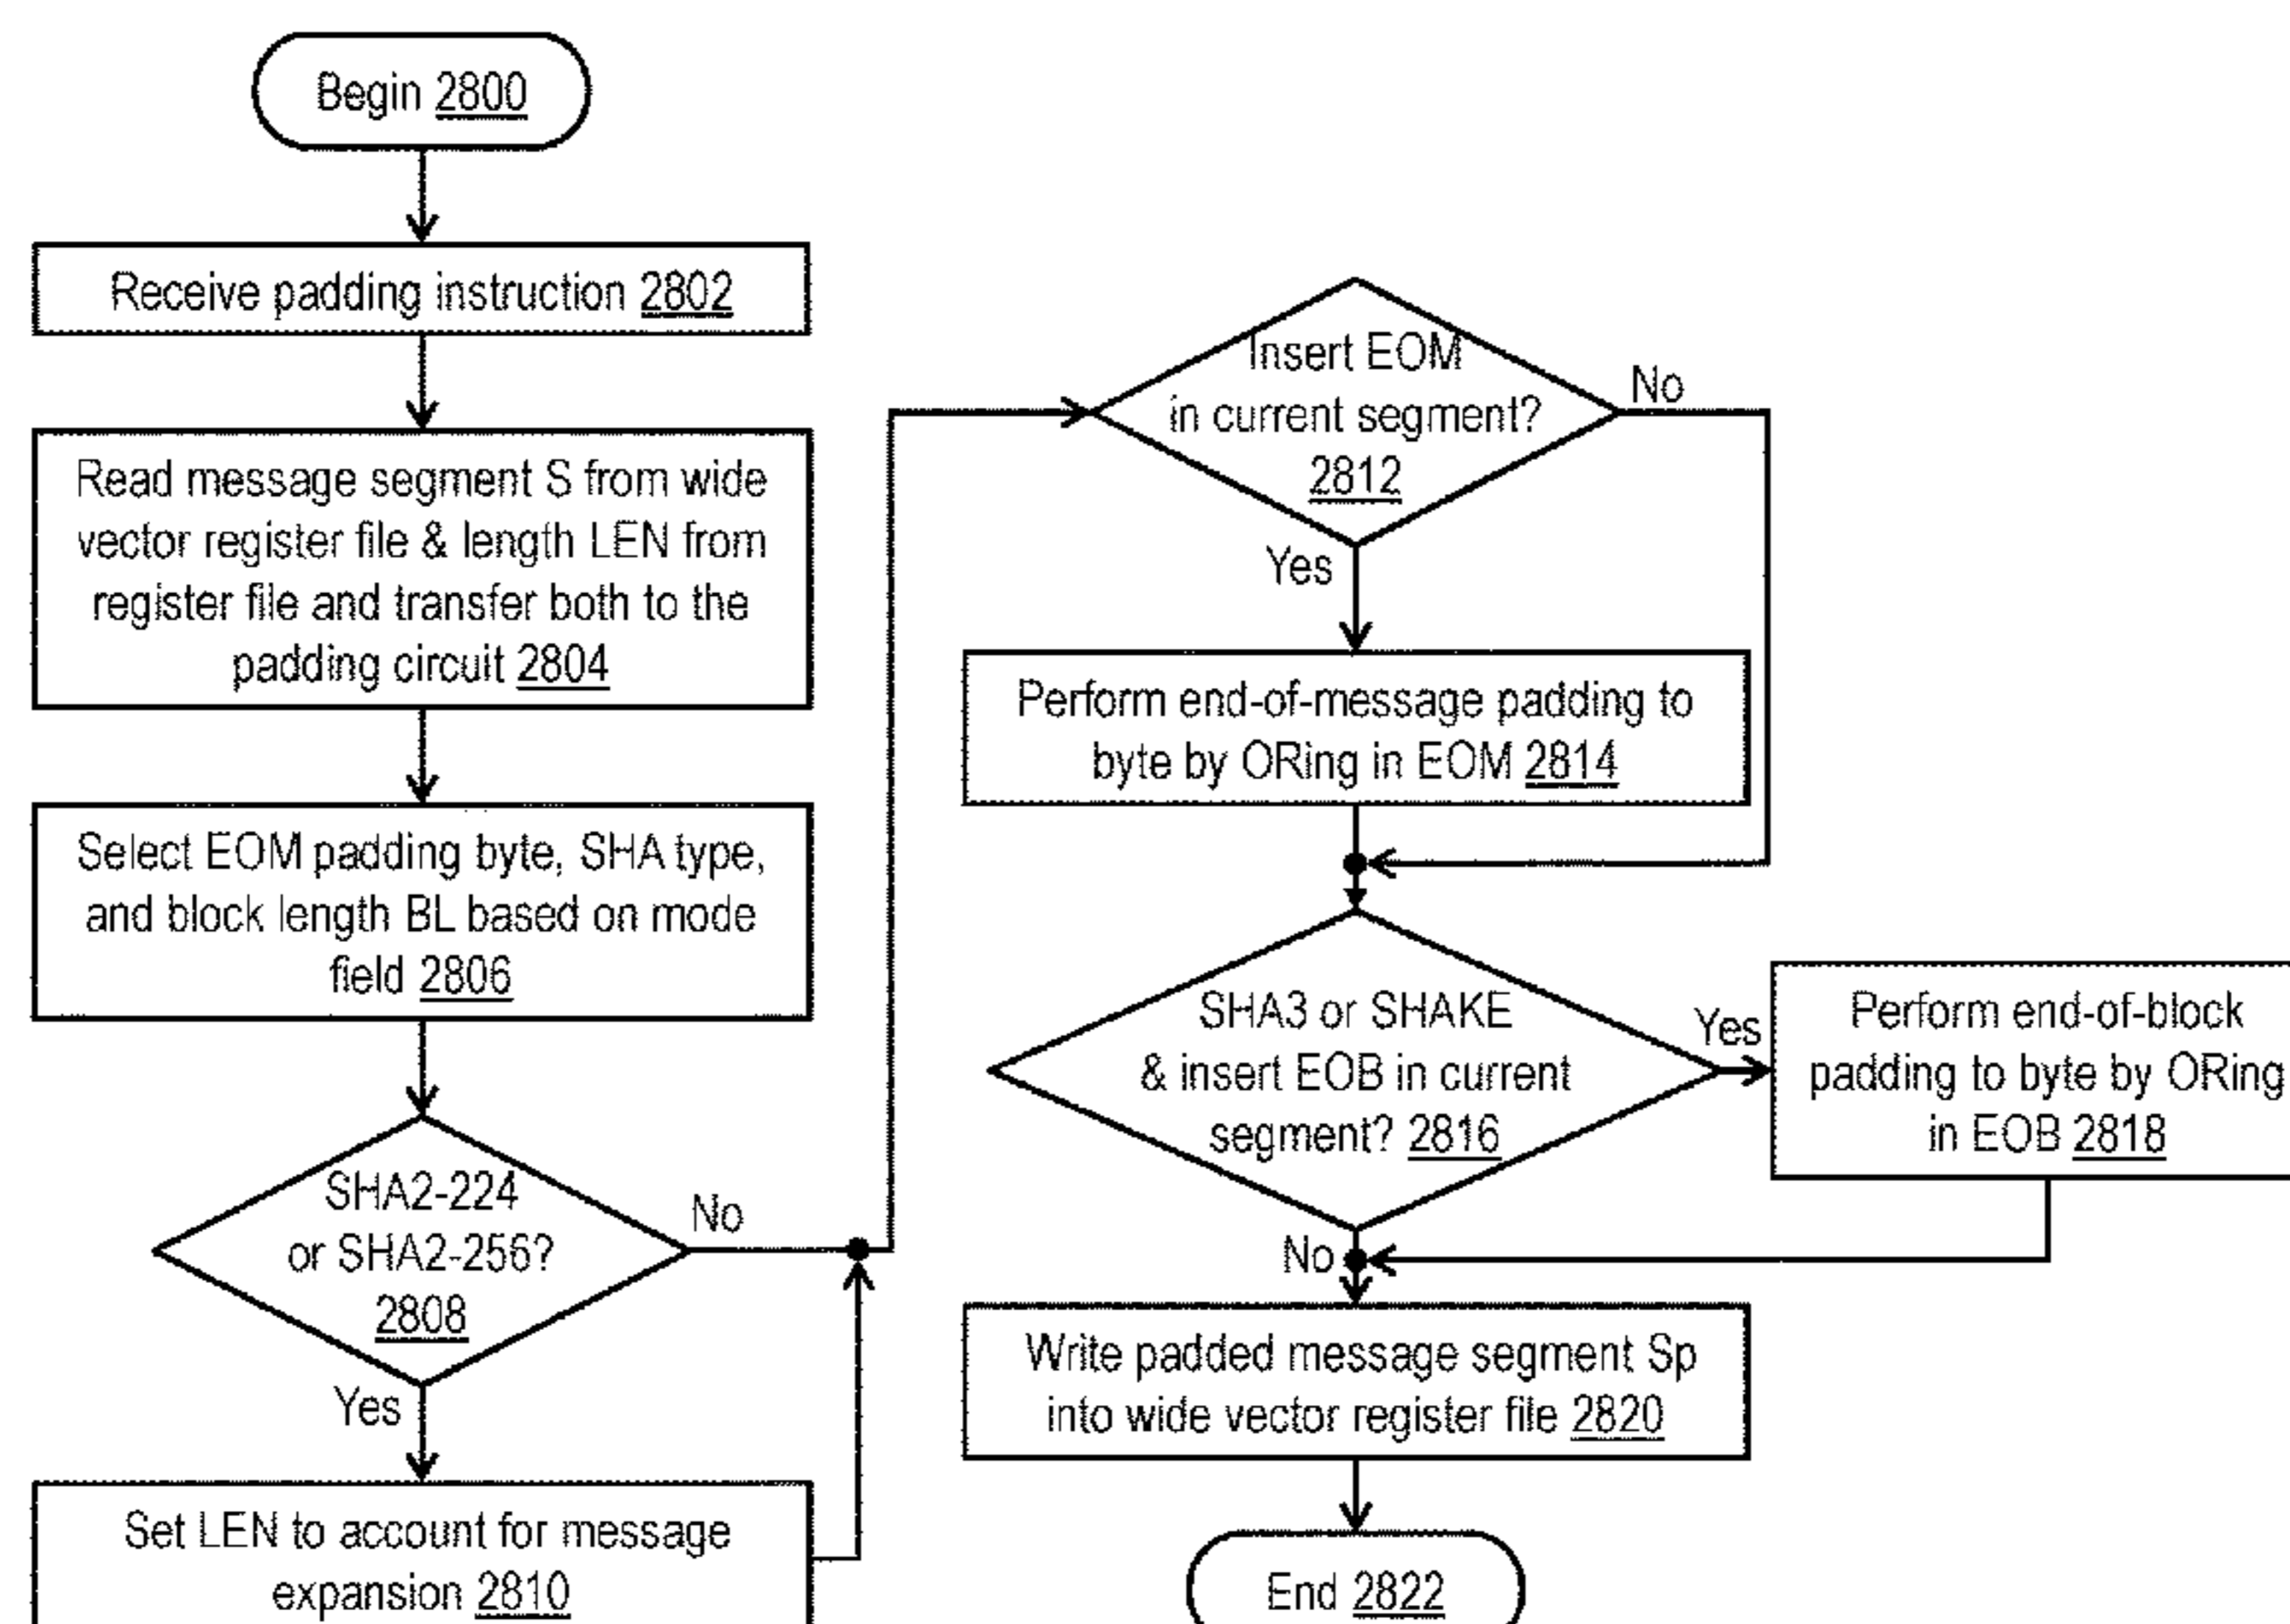 Begin 2800
Receive padding instruction 2802
Read message segment S from wide
vector register file & length LEN from
register file and transfer both to the
padding circuit 2804
Select EOM padding byte, SHA type,
and block length BL based on mode
field 2806
SHA2-224
or SHA2-256?
2808
No
Yes
Set LEN to account for message
expansion 2810
Insert EOM
in current segment?
2812
No
Yes
Perform end-of-message padding to
byte by ORing in EOM 2814
SHA3 or SHAKE
& insert EOB in current
segment? 2816
Yes
Perform end-of-block
padding to byte by ORing
in EOB 2818
No
Write padded message segment Sp
into wide vector register file 2820
End 2822